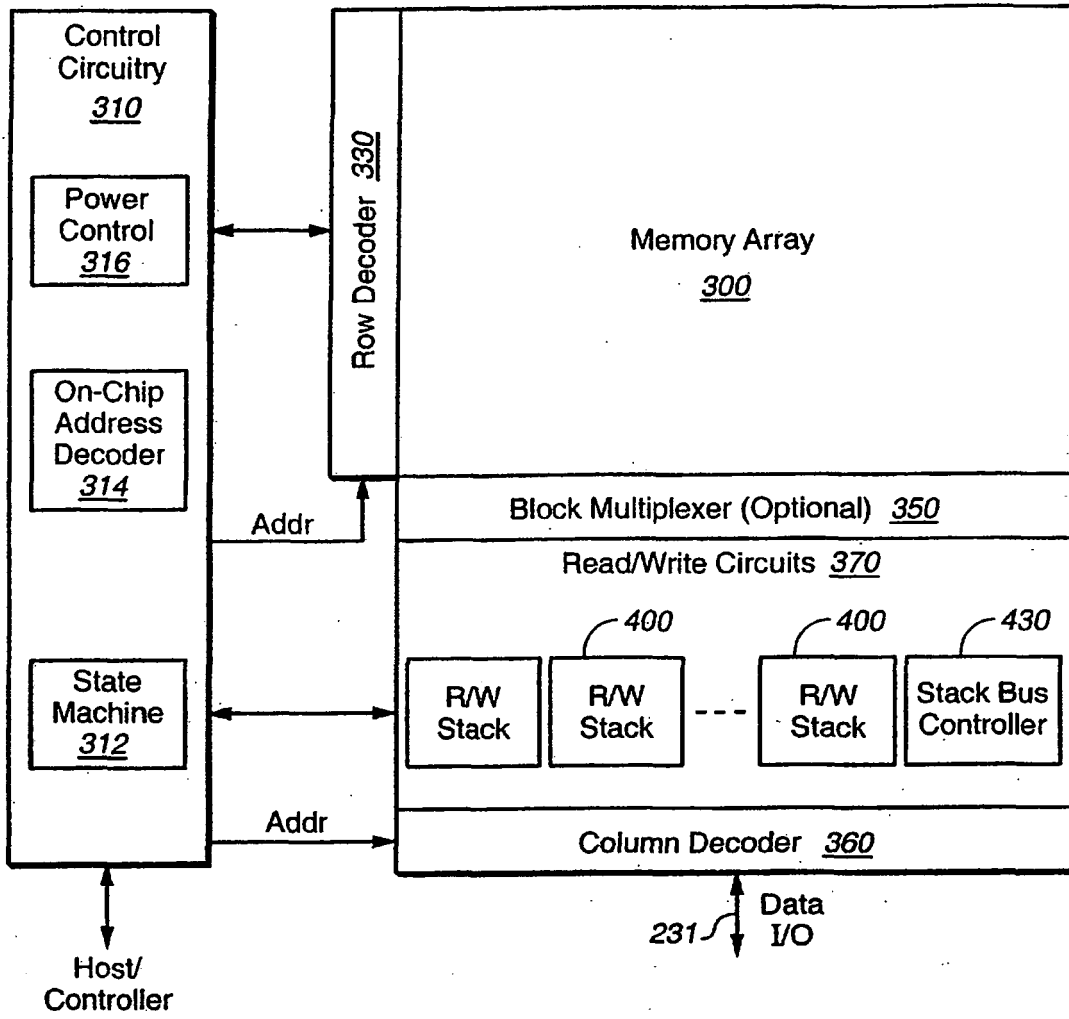 Control
Circuitry
310
Power
Control
316
On-Chip
Address
Decoder
314
State
Machine
312
Host/
Controller
Addr
Addr
Row Decoder 330
Memory Array
300
Block Multiplexer (Optional) 350
Read/Write Circuits 370
400
400
430
R/W
Stack
R/W
Stack
R/W
Stack
Stack Bus
Controller
Column Decoder 360
231
Data
I/O